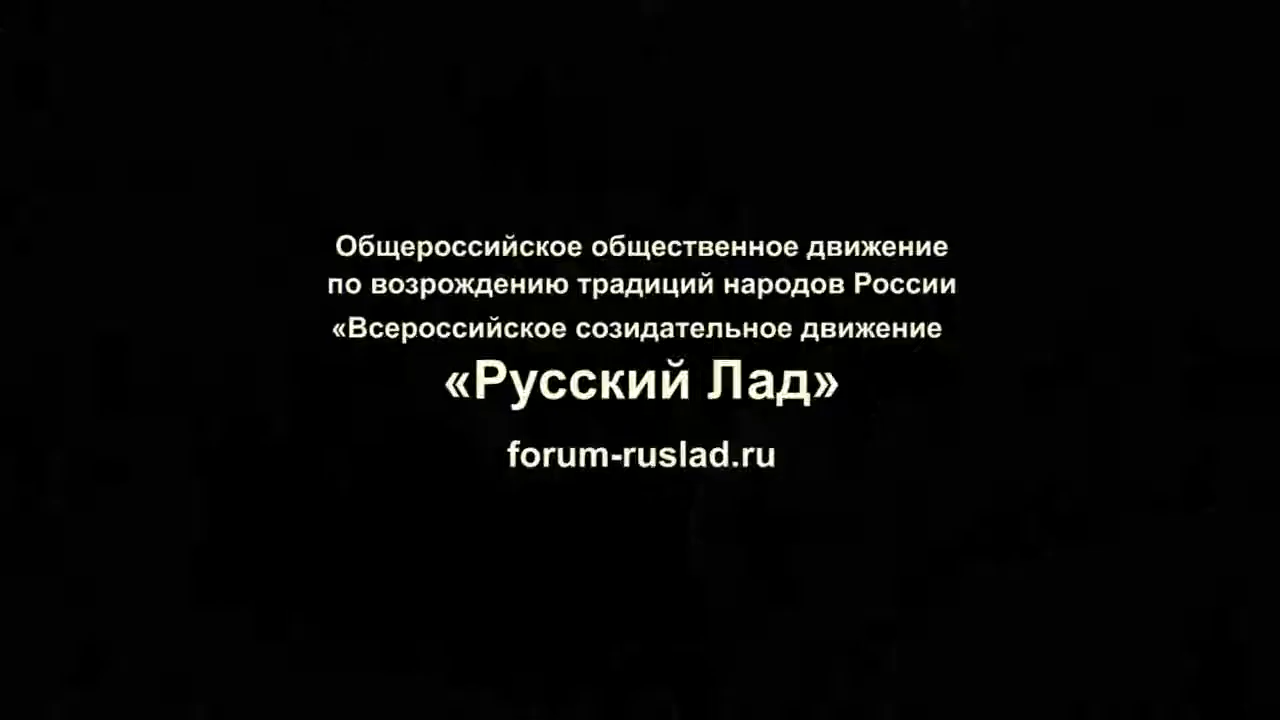 Общероссийское общественное движение
по возрождению традиций народов России
«Всероссийское созидательное движение
«Русский Лад»
forum-ruslad.ru